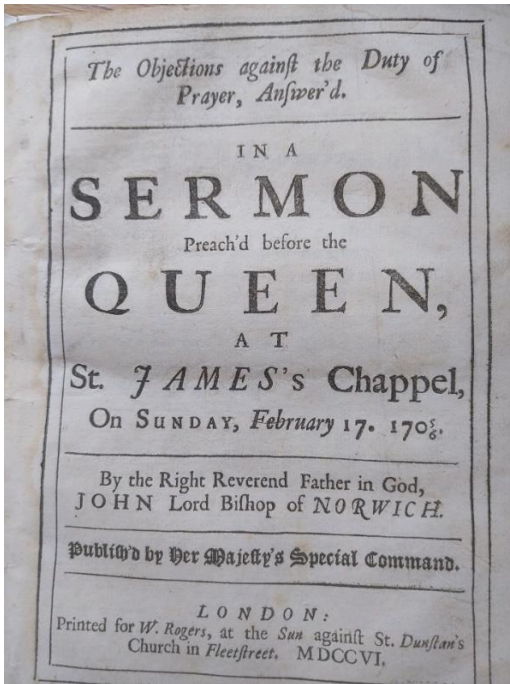 The Objections againſt the Duty of
Prayer, Anſwer'd.
IN A
SERMON
Preach'd before the
QUEEN,
AT
St. JAMES's Chappel,
On SUNDAY, February 17. 170⅚.
By the Right Reverend Father in God,
JOHN Lord Biſhop of NORWICH.
Publiſh'd by Her Majeſty's Special Command.
LONDON:
Printed for W. Rogers, at the Sun againſt St. Dunſtan's
Church in Fleetſtreet. MDCCVI.